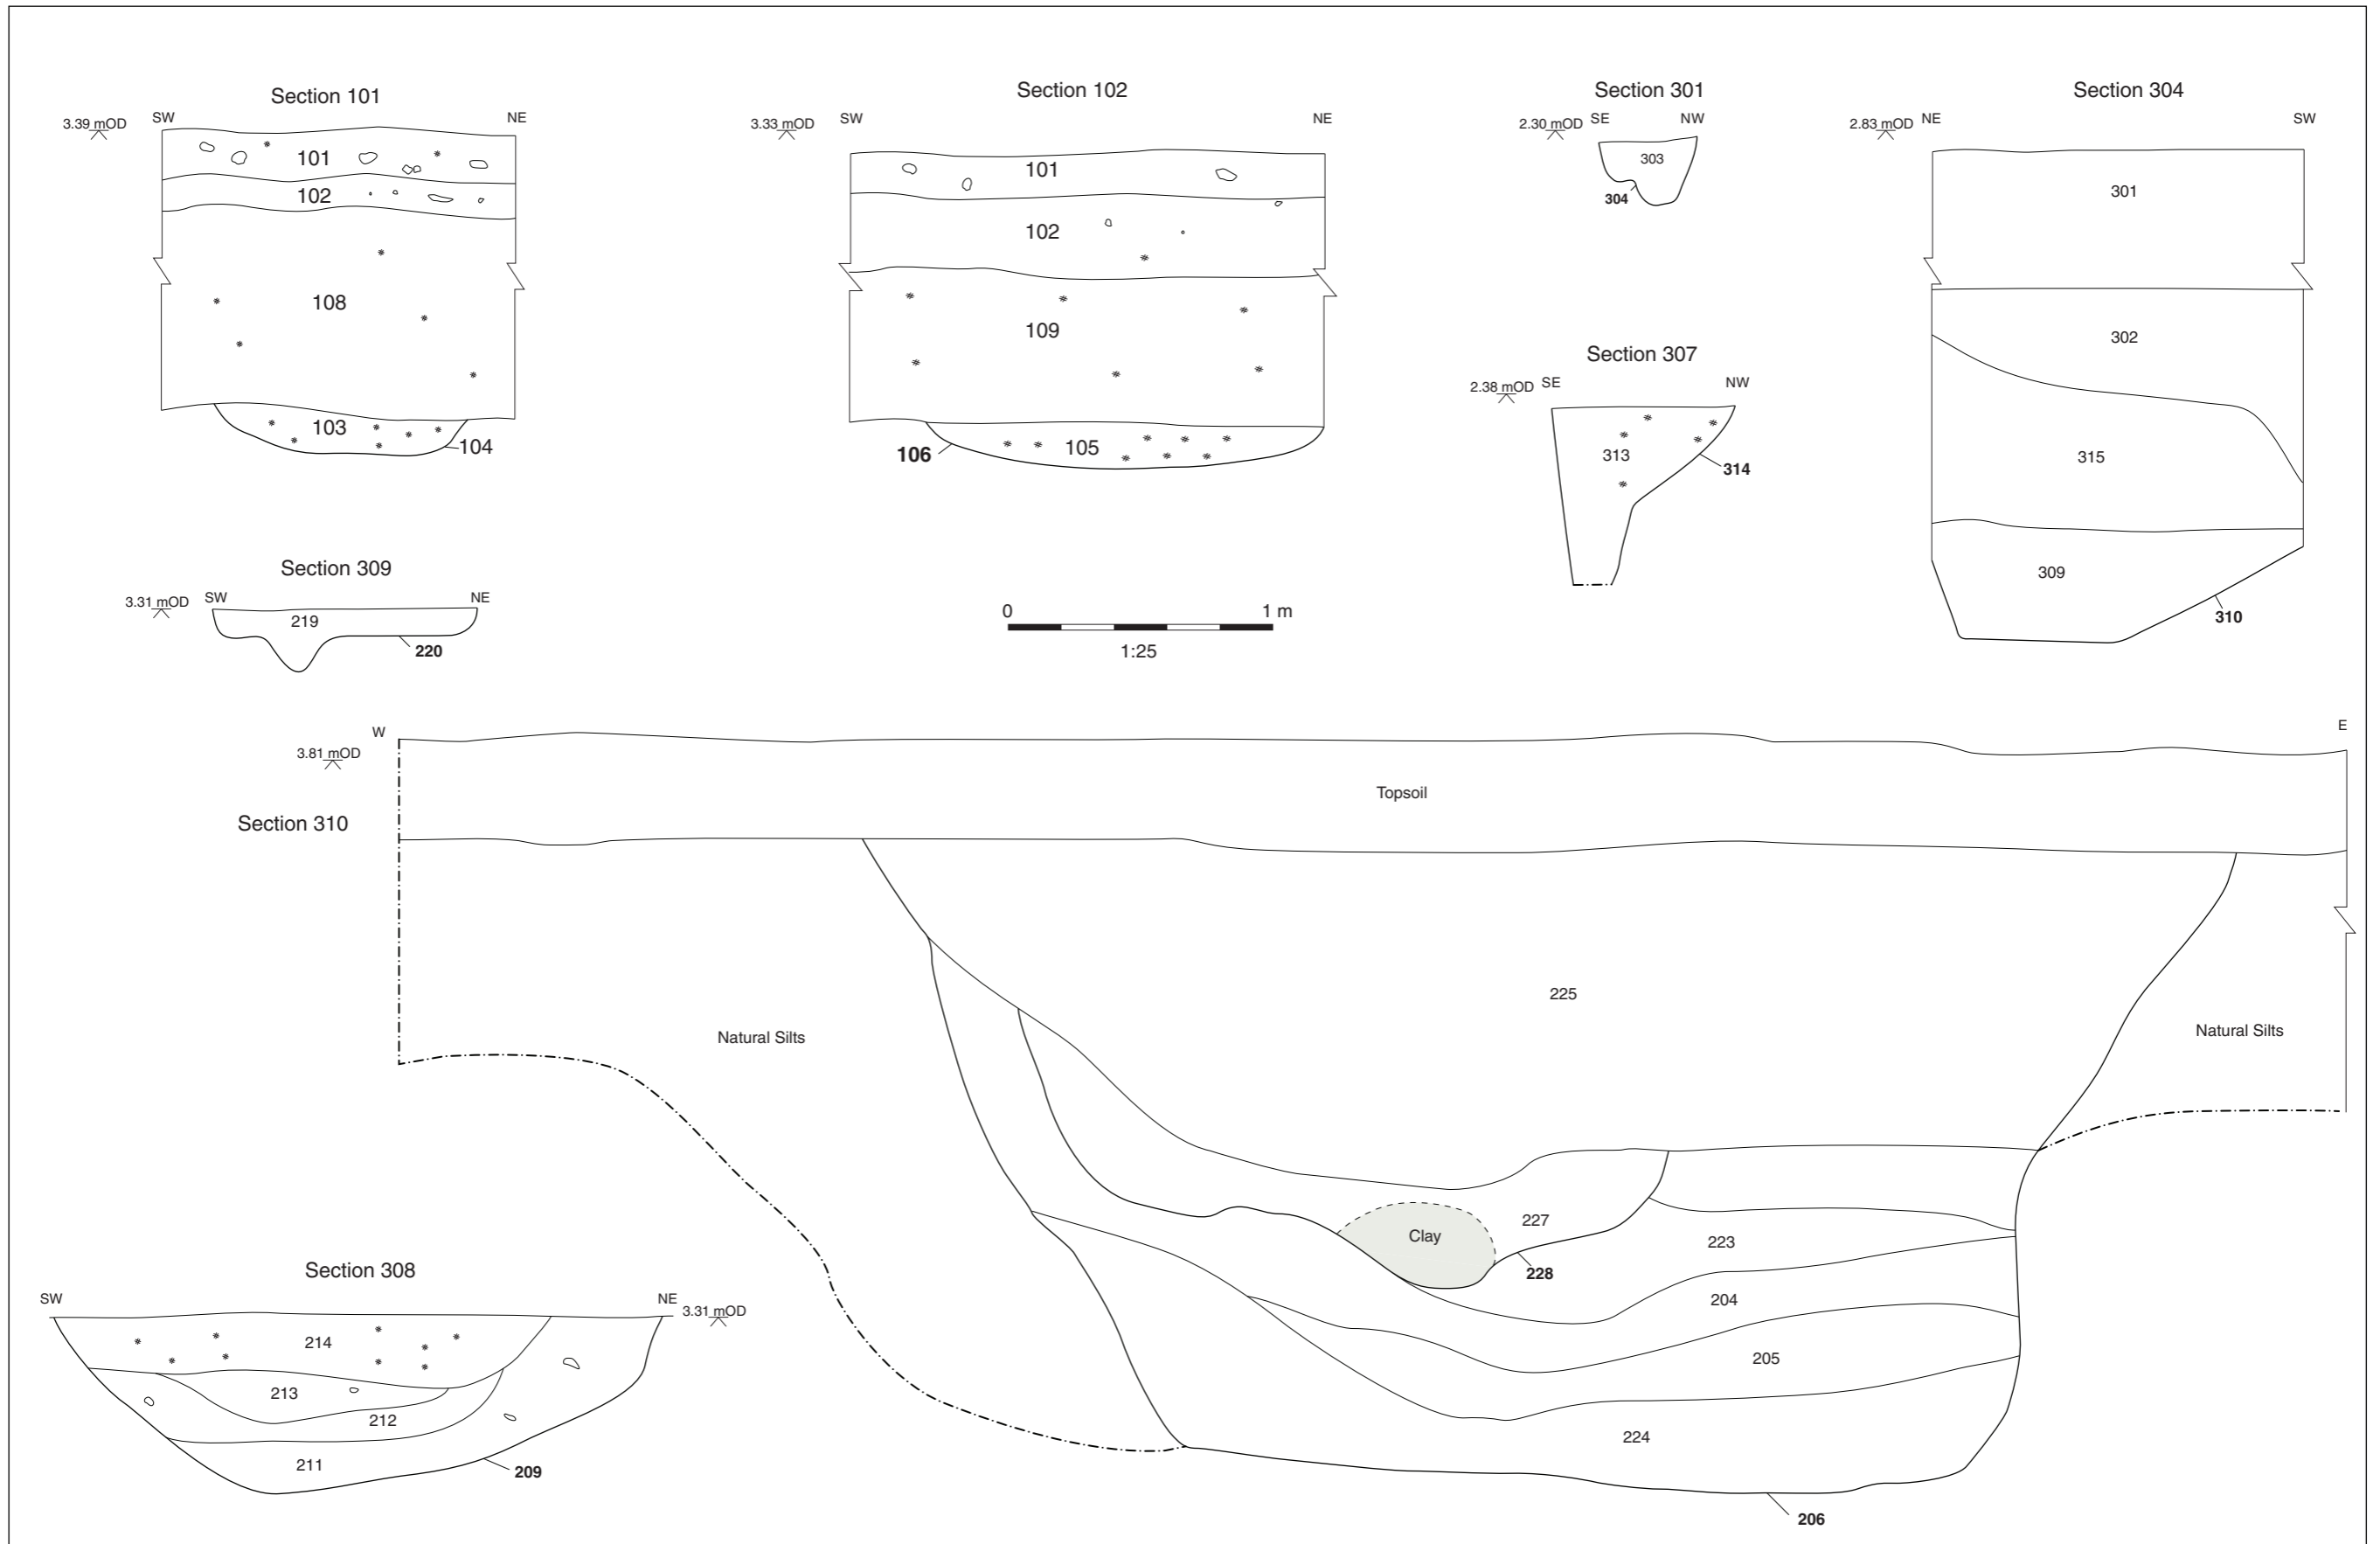 Section 101
3.39 mOD
SW
NE
101
102
108
103
104
Section 102
3.33 mOD
SW
NE
101
102
109
106
105
Section 301
2.30 mOD
SE
NW
303
304
Section 304
2.83 mOD
NE
SW
301
302
315
309
310
Section 307
2.38 mOD
SE
NW
313
314
Section 309
3.31 mOD
SW
NE
219
220
0
1 m
1:25
W
E
3.81 mOD
Section 310
Topsoil
225
Natural Silts
Natural Silts
Clay
227
228
223
204
205
224
206
Section 308
SW
NE
3.31 mOD
214
213
212
211
209